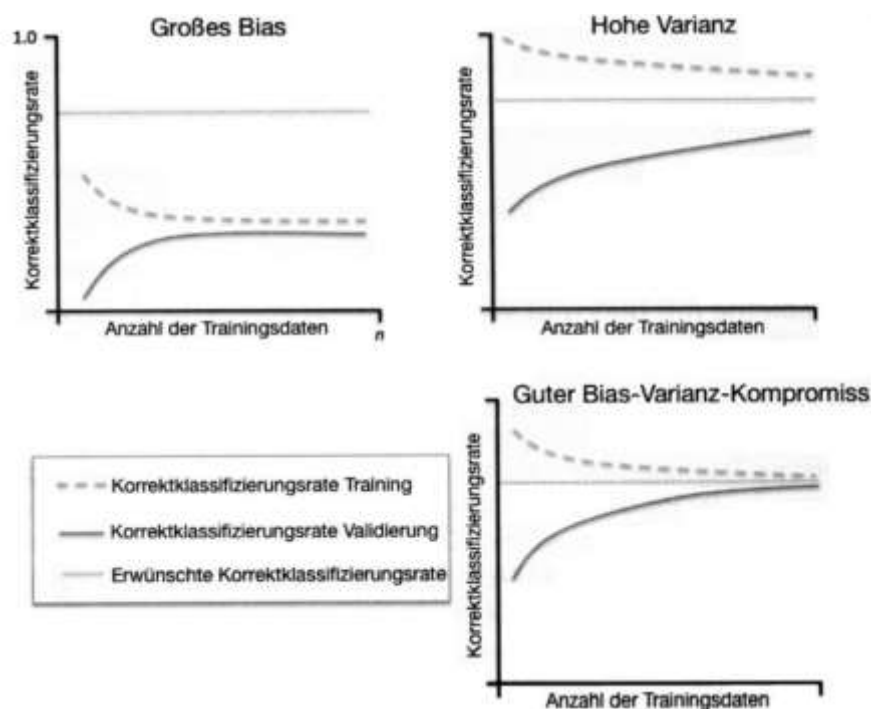 Großes Bias
1.0
Korrektklassifizierungsrate
Anzahl der Trainingsdaten
n
Hohe Varianz
Korrektklassifizierungsrate
Anzahl der Trainingsdaten
Korrektklassifizierungsrate Training
Korrektklassifizierungsrate Validierung
Erwünschte Korrektklassifizierungsrate
Guter Bias-Varianz-Kompromiss
Korrektklassifizierungsrate
Anzahl der Trainingsdaten